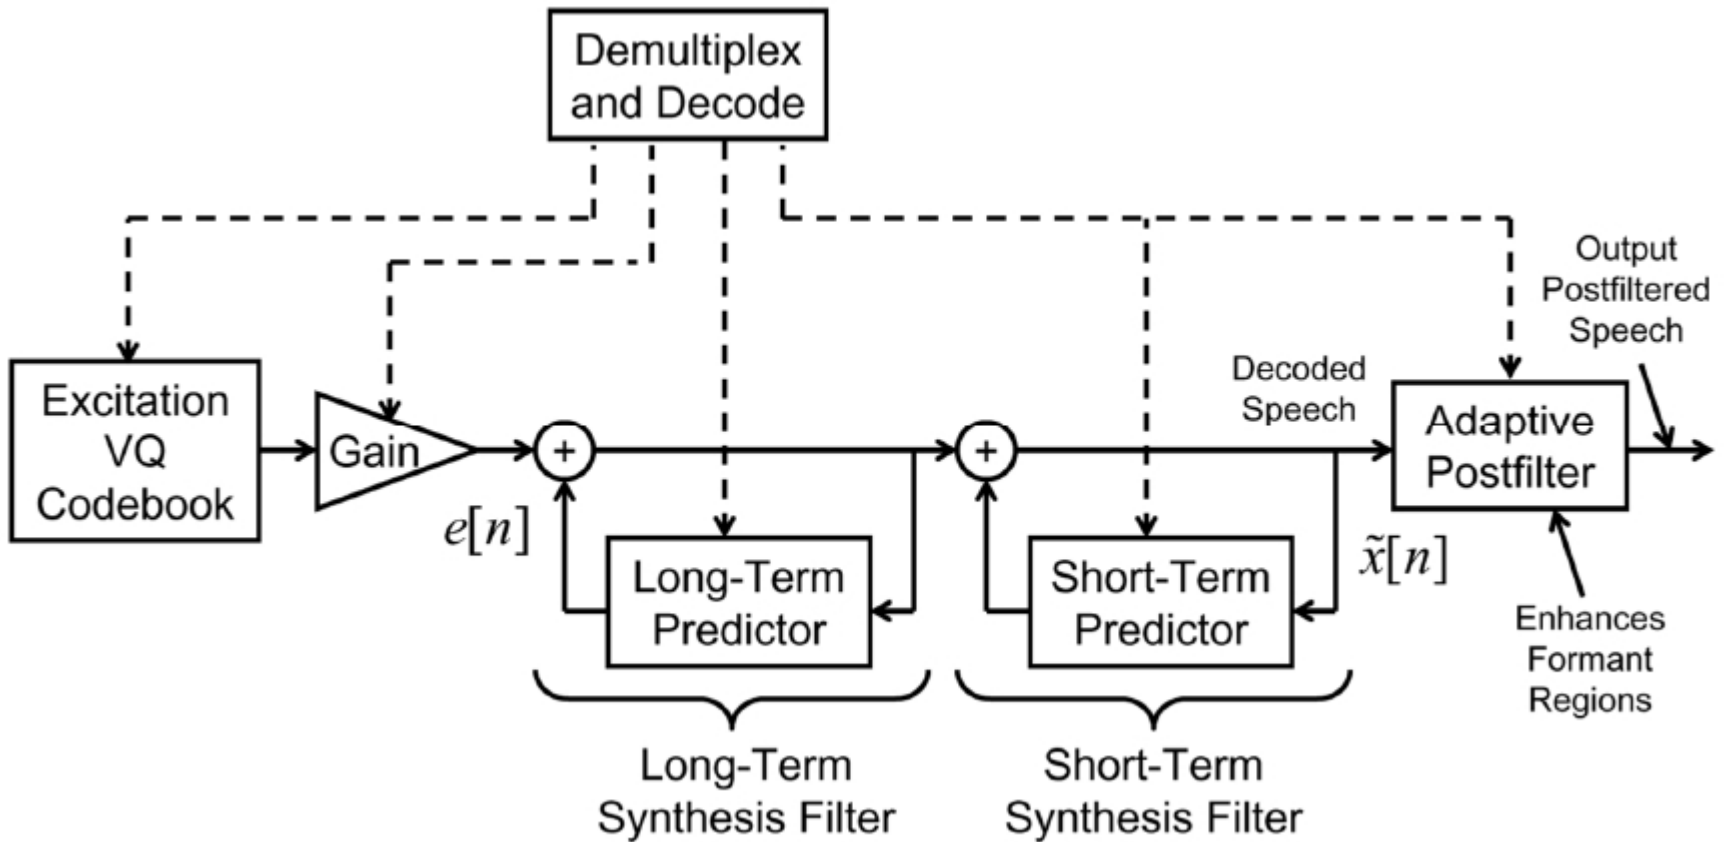 Demultiplex
and Decode
Output
Postfiltered
Speech
Decoded
Speech
Excitation
VQ
Codebook
Gain
+
+
Adaptive
Postfilter
e[n]
Long-Term
Predictor
Short-Term
Predictor
x̃[n]
Enhances
Formant
Regions
Long-Term
Synthesis Filter
Short-Term
Synthesis Filter